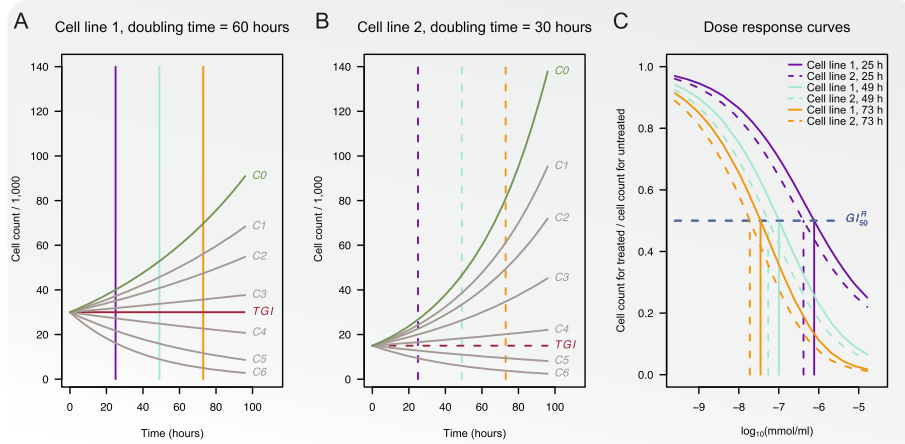 A
Cell line 1, doubling time = 60 hours
Cell count / 1,000
140
120
100
80
60
40
20
0
C0
C1
C2
C3
TGI
C4
C5
C6
0 20 40 60 80 100
Time (hours)
B
Cell line 2, doubling time = 30 hours
Cell count / 1,000
140
120
100
80
60
40
20
0
C0
C1
C2
C3
C4
TGI
C5
C6
0 20 40 60 80 100
Time (hours)
C
Dose response curves
Cell count for treated / cell count for untreated
1.0
0.8
0.6
0.4
0.2
0.0
Cell line 1, 25 h
Cell line 2, 25 h
Cell line 1, 49 h
Cell line 2, 49 h
Cell line 1, 73 h
Cell line 2, 73 h
GI₅₀ᴿ
−9 −8 −7 −6 −5
log₁₀(mmol/ml)